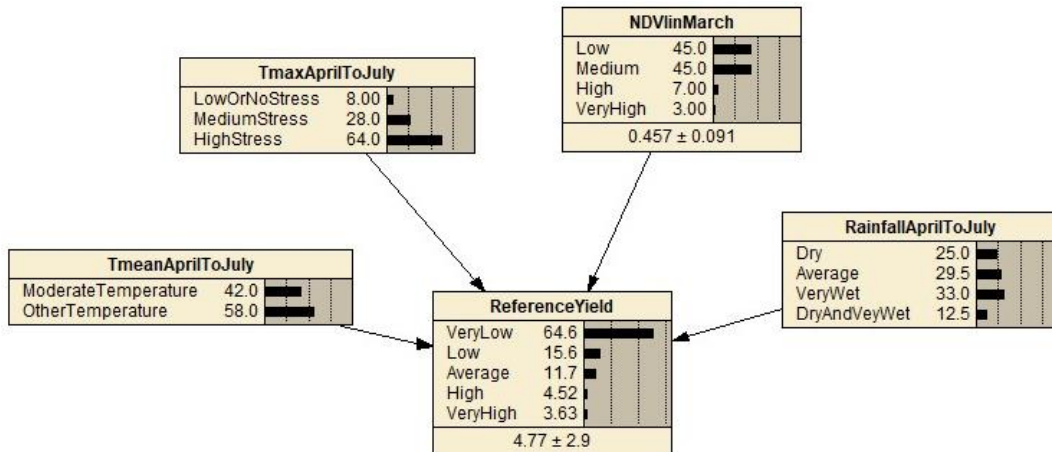 NDVIinMarch
Low 45.0
Medium 45.0
High 7.00
VeryHigh 3.00
0.457 ± 0.091
TmaxAprilToJuly
LowOrNoStress 8.00
MediumStress 28.0
HighStress 64.0
RainfallAprilToJuly
Dry 25.0
Average 29.5
VeryWet 33.0
DryAndVeyWet 12.5
TmeanAprilToJuly
ModerateTemperature 42.0
OtherTemperature 58.0
ReferenceYield
VeryLow 64.6
Low 15.6
Average 11.7
High 4.52
VeryHigh 3.63
4.77 ± 2.9